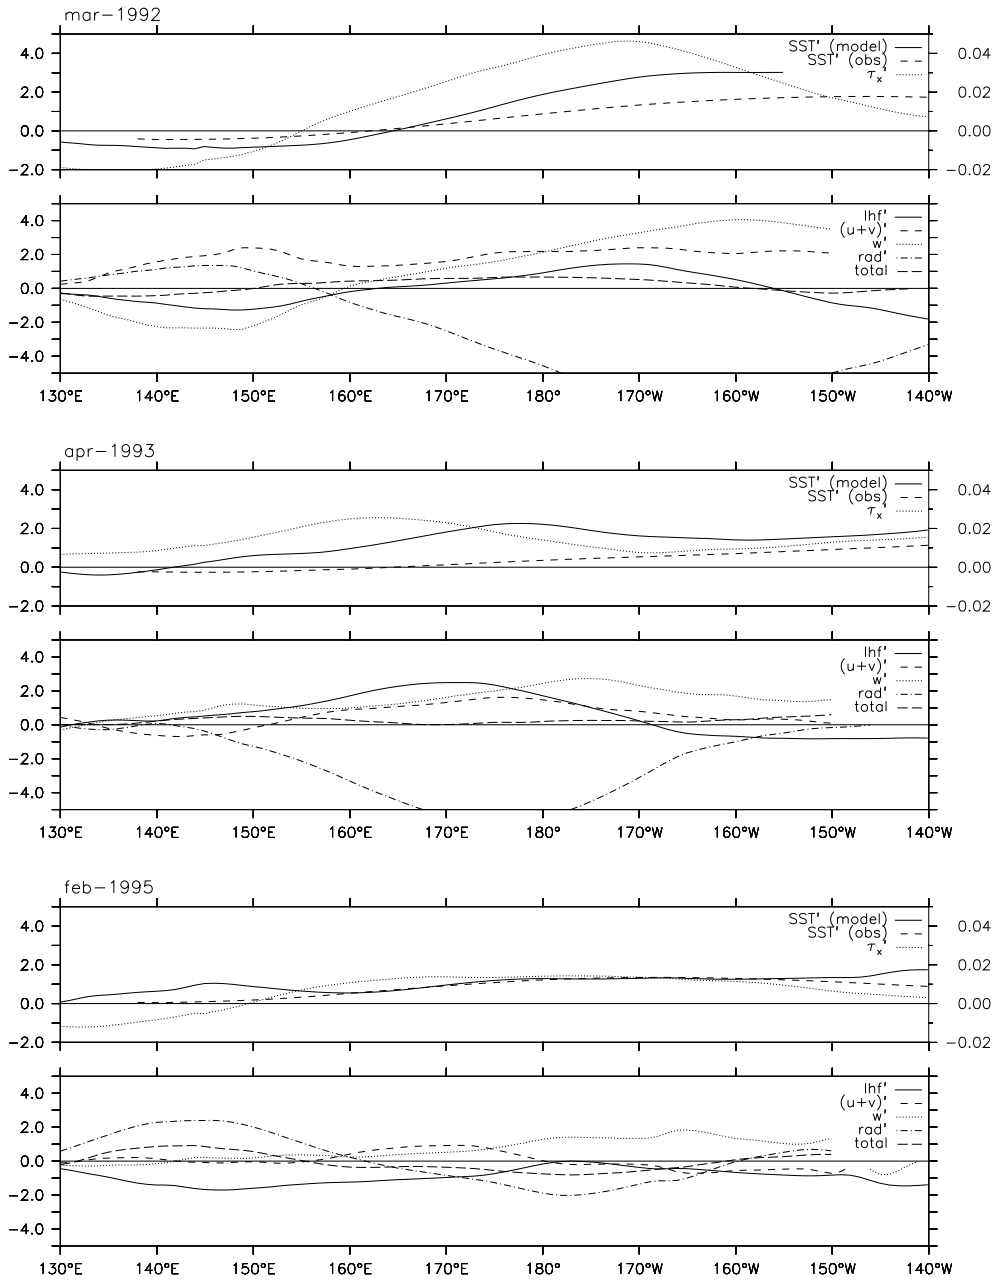 mar-1992
4.0 SST' (model) 0.04
SST' (obs)
τx'
2.0 0.02
0.0 0.00
-2.0 -0.02
lhf'
4.0 (u+v)'
w'
2.0 rad'
total
0.0
-2.0
-4.0
130°E 140°E 150°E 160°E 170°E 180° 170°W 160°W 150°W 140°W
apr-1993
4.0 SST' (model) 0.04
SST' (obs)
τx'
2.0 0.02
0.0 0.00
-2.0 -0.02
lhf'
4.0 (u+v)'
w'
2.0 rad'
total
0.0
-2.0
-4.0
130°E 140°E 150°E 160°E 170°E 180° 170°W 160°W 150°W 140°W
feb-1995
4.0 SST' (model) 0.04
SST' (obs)
τx'
2.0 0.02
0.0 0.00
-2.0 -0.02
lhf'
4.0 (u+v)'
w'
2.0 rad'
total
0.0
-2.0
-4.0
130°E 140°E 150°E 160°E 170°E 180° 170°W 160°W 150°W 140°W